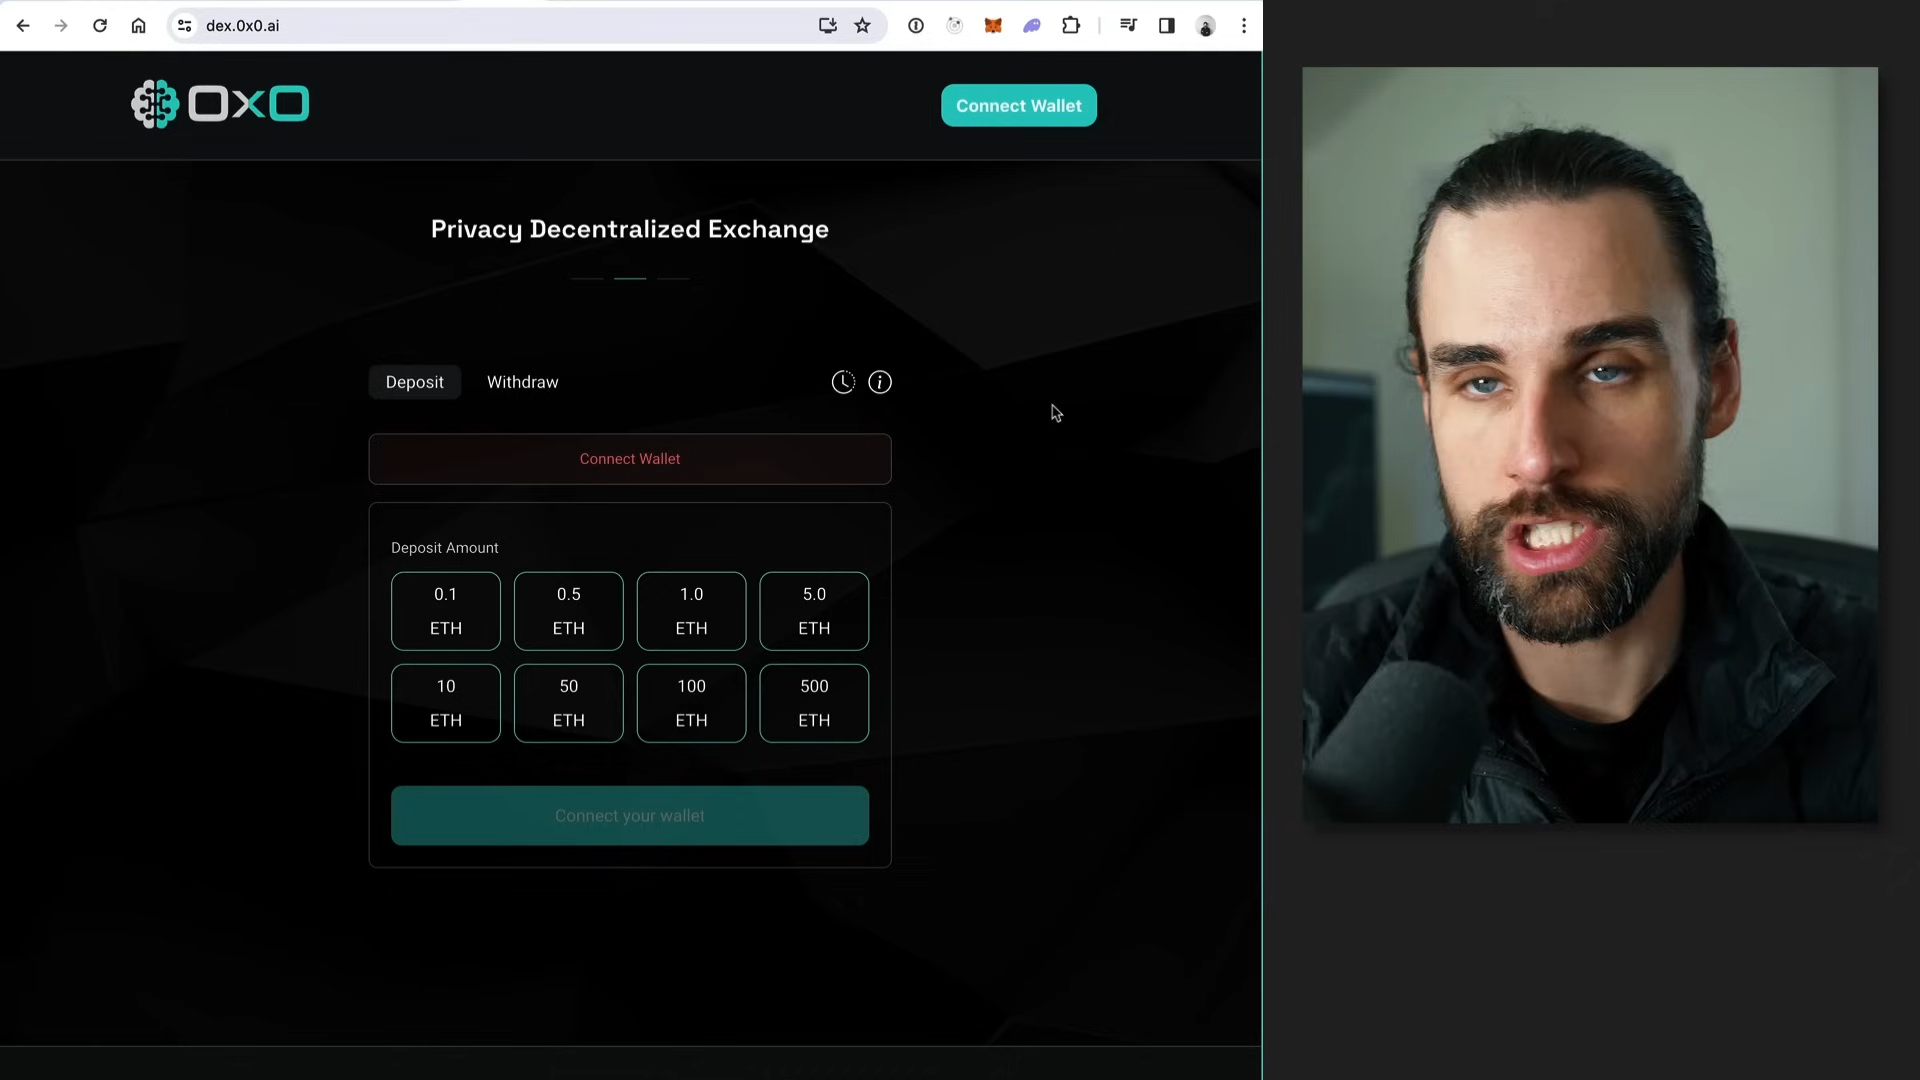 dex.0x0.ai
OxO
Connect Wallet
Privacy Decentralized Exchange
Deposit
Withdraw
Connect Wallet
Deposit Amount
0.1
ETH
0.5
ETH
1.0
ETH
5.0
ETH
10
ETH
50
ETH
100
ETH
500
ETH
Connect your wallet